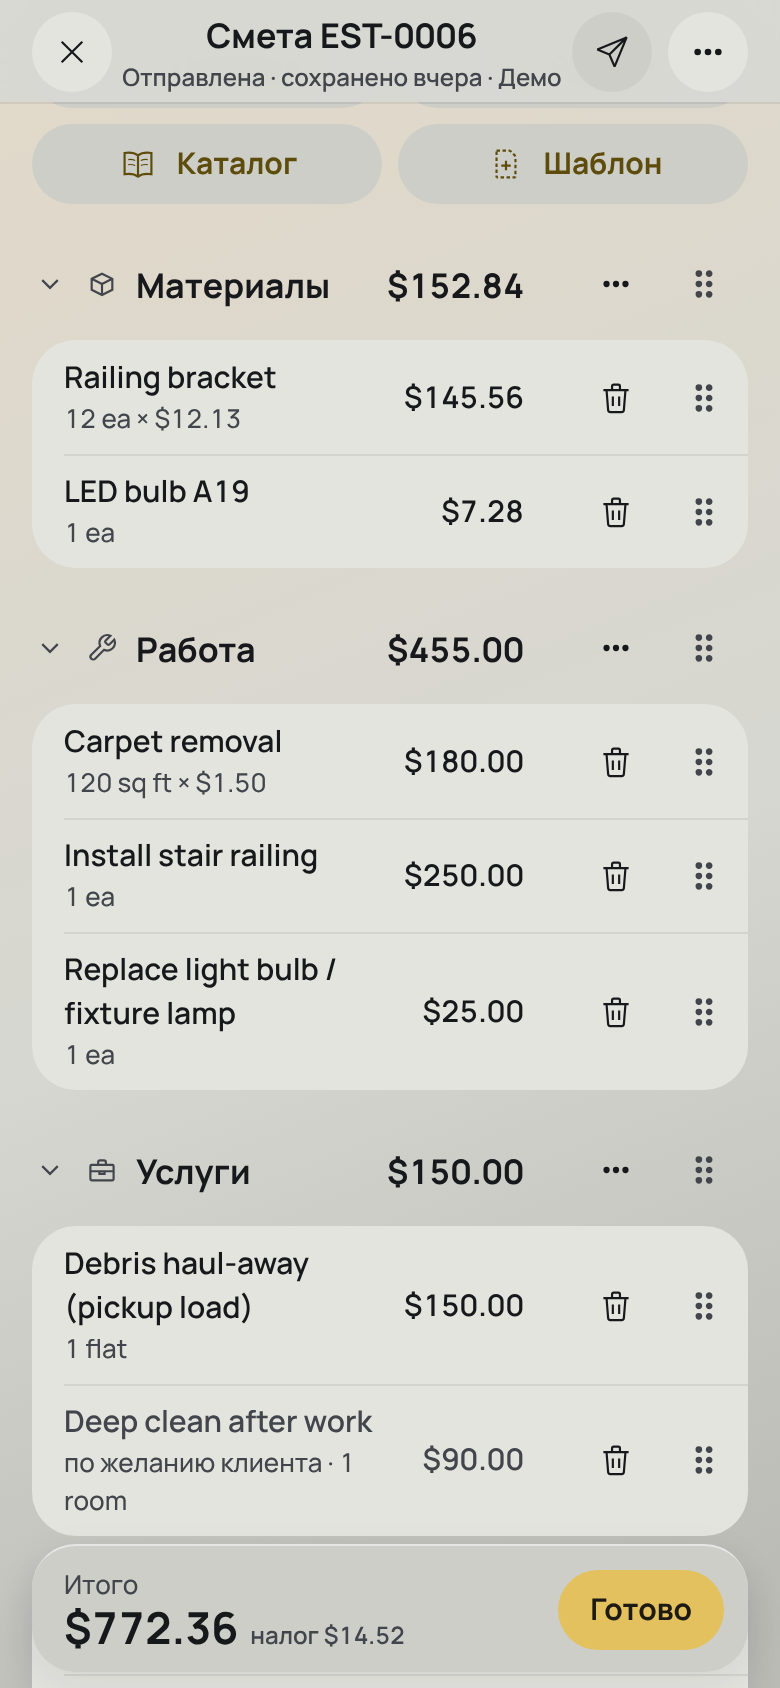 Смета EST-0006
Отправлена · сохранено вчера · Демо
Каталог
Шаблон
Материалы $152.84
Railing bracket
12 ea × $12.13
$145.56
LED bulb A19
1 ea
$7.28
Работа $455.00
Carpet removal
120 sq ft × $1.50
$180.00
Install stair railing
1 ea
$250.00
Replace light bulb /
fixture lamp
1 ea
$25.00
Услуги $150.00
Debris haul-away
(pickup load)
1 flat
$150.00
Deep clean after work
по желанию клиента · 1
room
$90.00
Итого
$772.36 налог $14.52
Готово